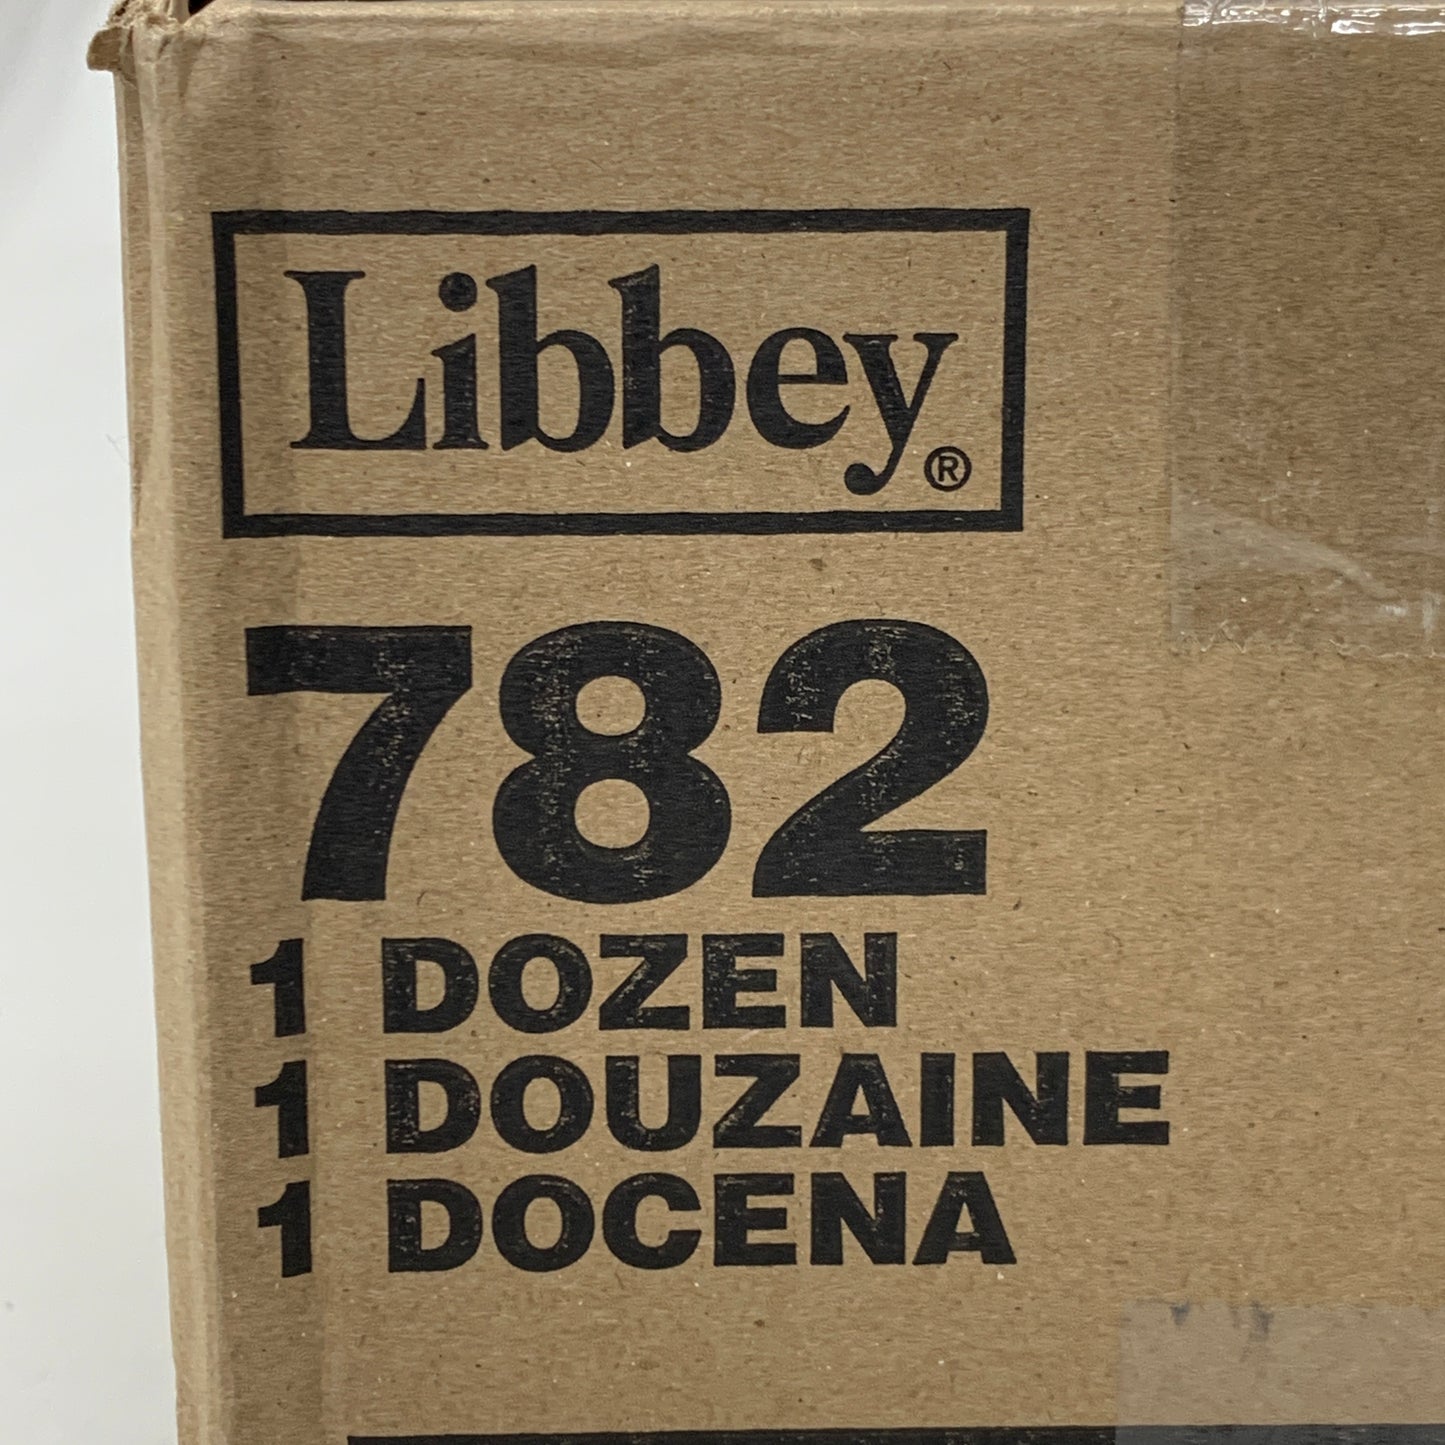 Libbey®
782
1 DOZEN
1 DOUZAINE
1 DOCENA